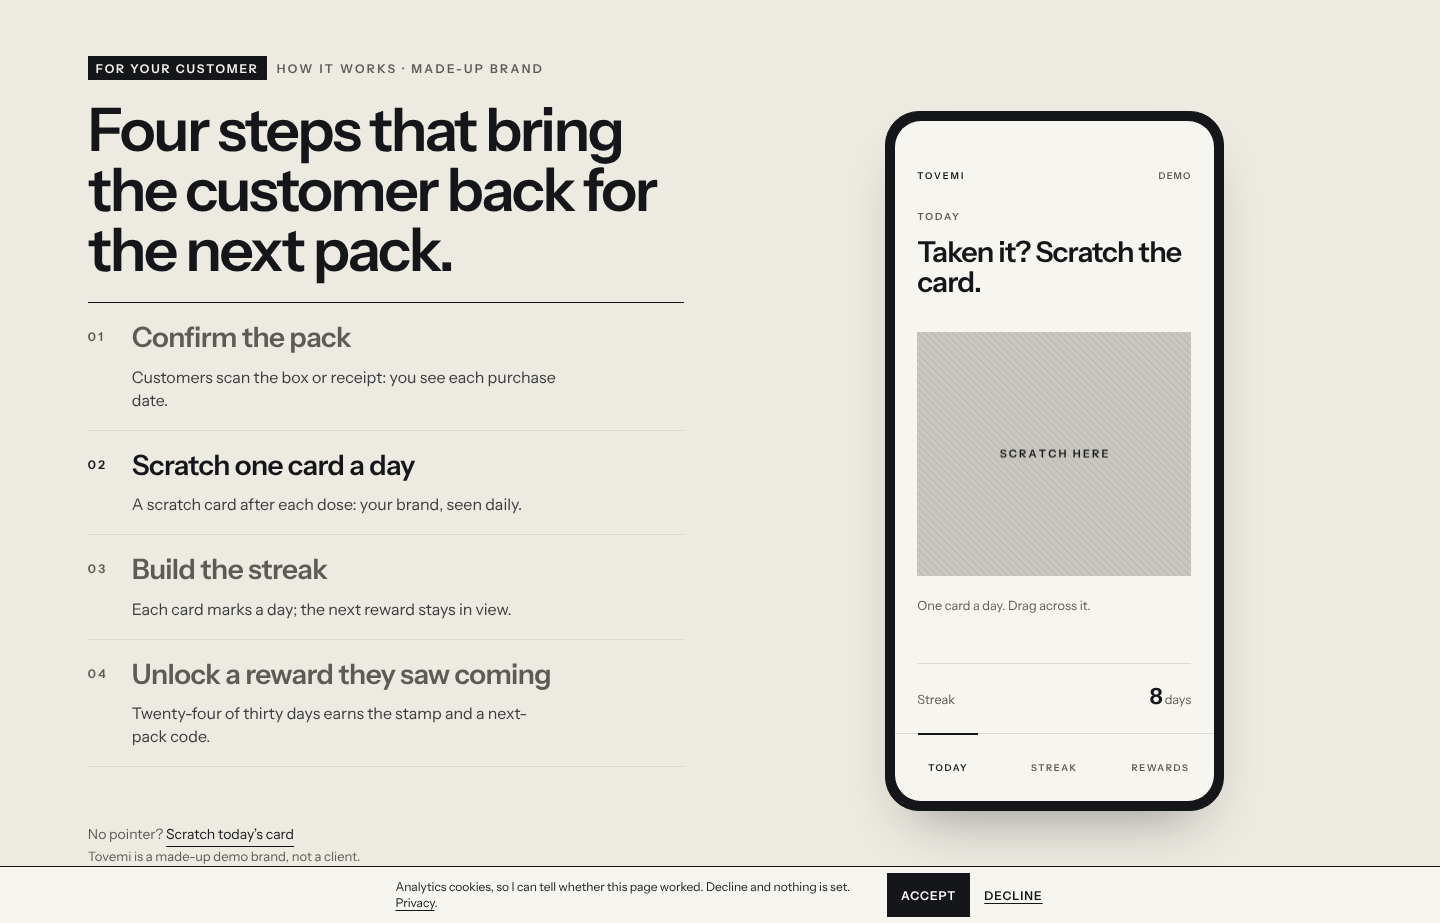 FOR YOUR CUSTOMER HOW IT WORKS · MADE-UP BRAND
Four steps that bring
the customer back for
the next pack.
01 Confirm the pack
Customers scan the box or receipt: you see each purchase
date.
02 Scratch one card a day
A scratch card after each dose: your brand, seen daily.
03 Build the streak
Each card marks a day; the next reward stays in view.
04 Unlock a reward they saw coming
Twenty-four of thirty days earns the stamp and a next-
pack code.
No pointer? Scratch today's card
Tovemi is a made-up demo brand, not a client.
TOVEMI DEMO
TODAY
Taken it? Scratch the
card.
SCRATCH HERE
One card a day. Drag across it.
Streak 8 days
TODAY STREAK REWARDS
Analytics cookies, so I can tell whether this page worked. Decline and nothing is set.
Privacy.
ACCEPT DECLINE